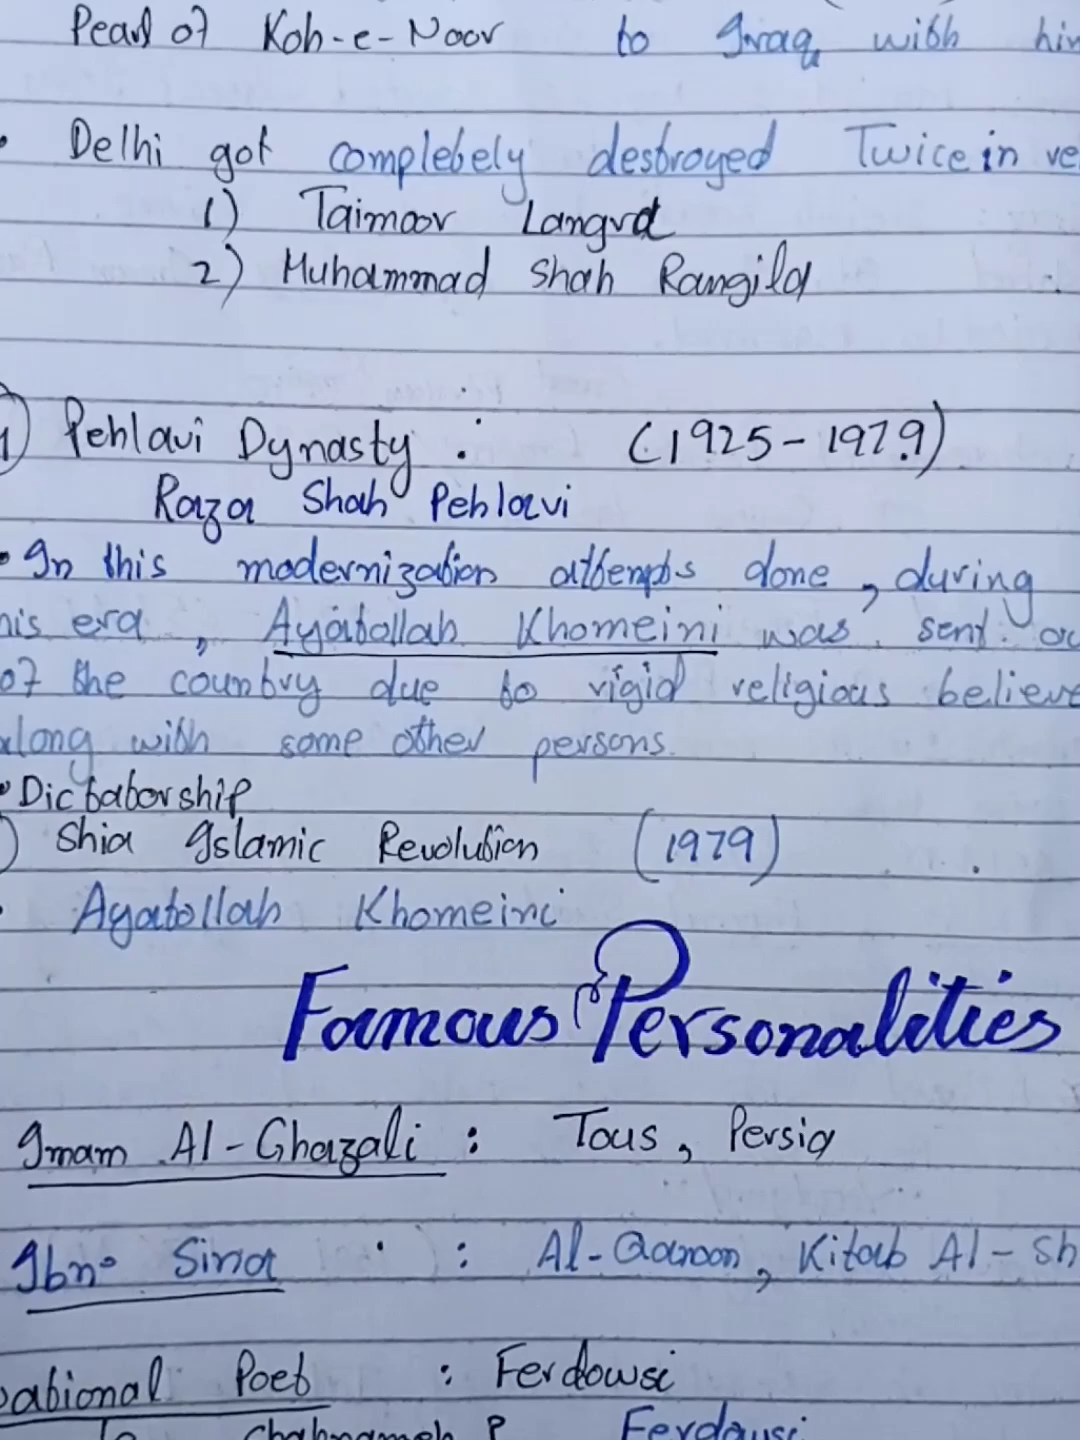 Pearl of Koh-e-Noor to Iraq with
• Delhi got completely destroyed Twice in
1) Taimoor Langra
2) Muhammad Shah Rangila
Pehlavi Dynasty : (1925-1979)
Raza Shah Pehlavi
• In this modernization attempts done, during
his era, Ayatollah Khomeini was sent
of the country due to rigid religious believe
along with some other persons.
• Dictatorship
Shia Islamic Revolution (1979)
• Ayatollah Khomeini
Famous Personalities
Imam Al-Ghazali : Tous, Persia
Ibn Sina : Al-Qanoon, Kitab Al-Sh
National Poet : Ferdowsi
Shahnameh ? Ferdowsi